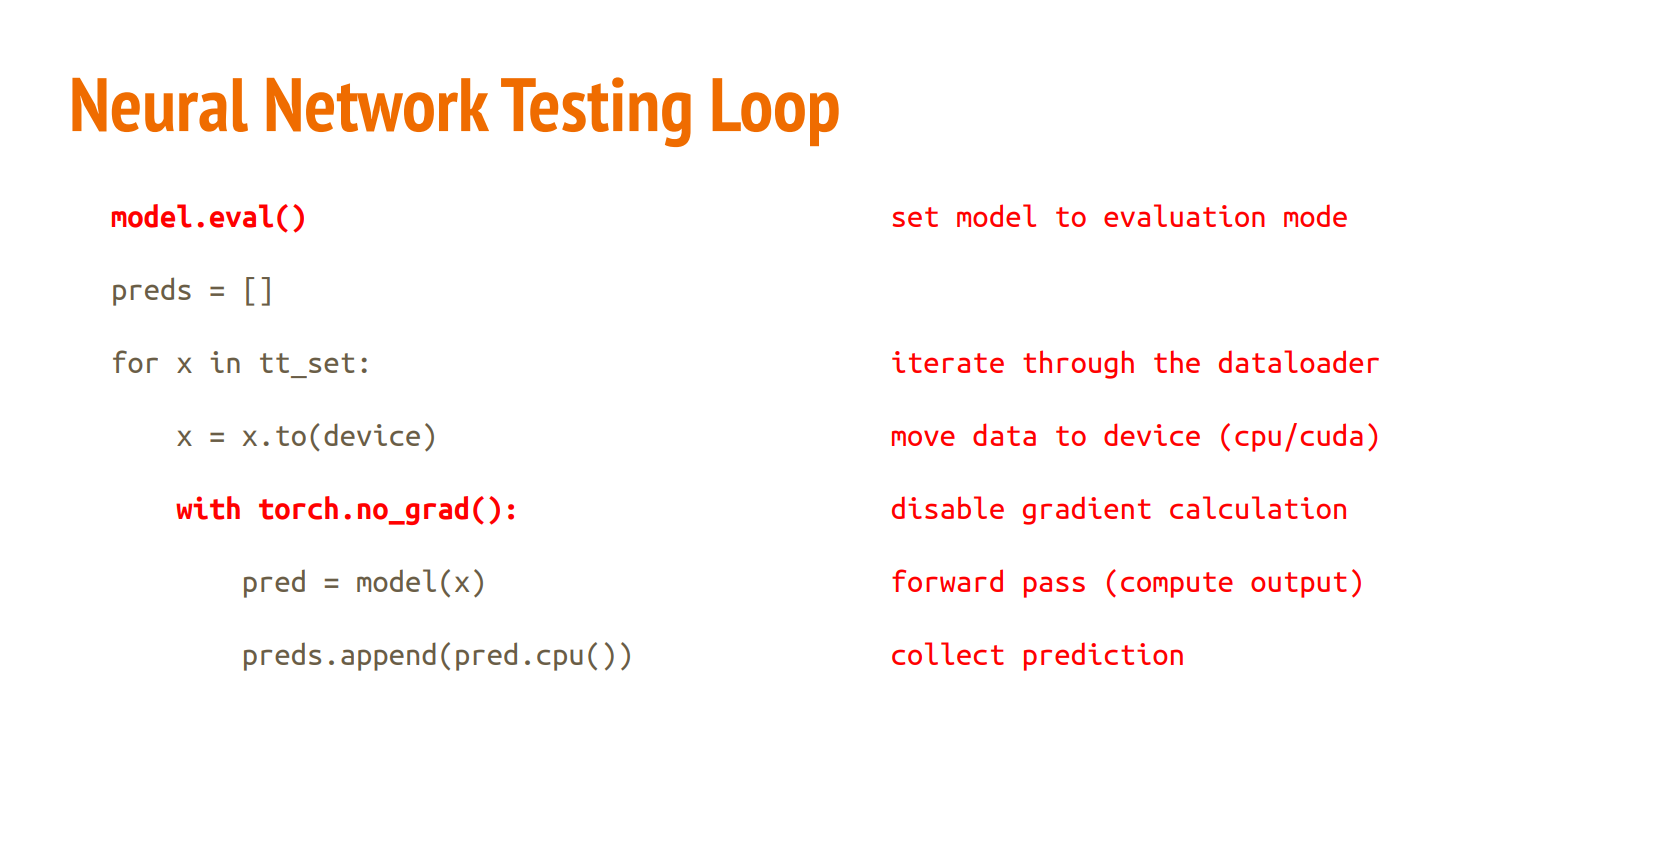 Neural Network Testing Loop
model.eval() set model to evaluation mode
preds = []
for x in tt_set: iterate through the dataloader
x = x.to(device) move data to device (cpu/cuda)
with torch.no_grad(): disable gradient calculation
pred = model(x) forward pass (compute output)
preds.append(pred.cpu()) collect prediction